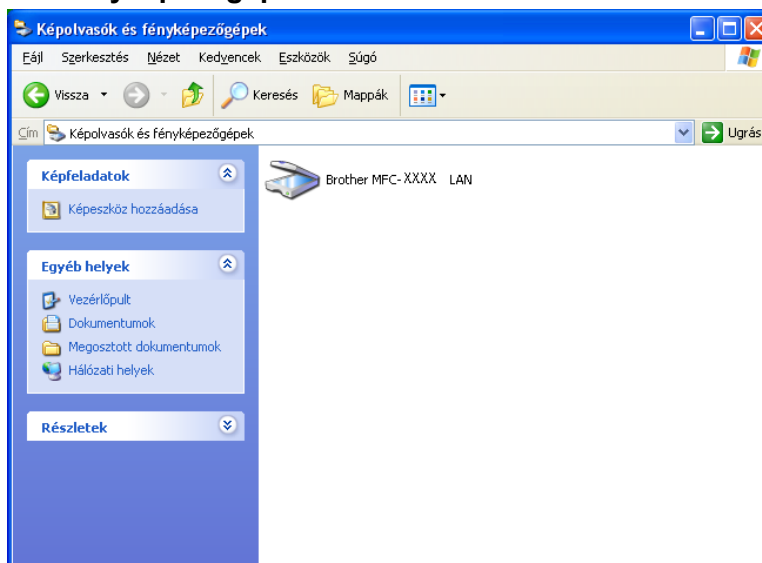 Képolvasók és fényképezőgépek
Fájl Szerkesztés Nézet Kedvencek Eszközök Súgó
Vissza Keresés Mappák
Cím Képolvasók és fényképezőgépek Ugrás
Képfeladatok
Képeszköz hozzáadása
Brother MFC-XXXX LAN
Egyéb helyek
Vezérlőpult
Dokumentumok
Megosztott dokumentumok
Hálózati helyek
Részletek